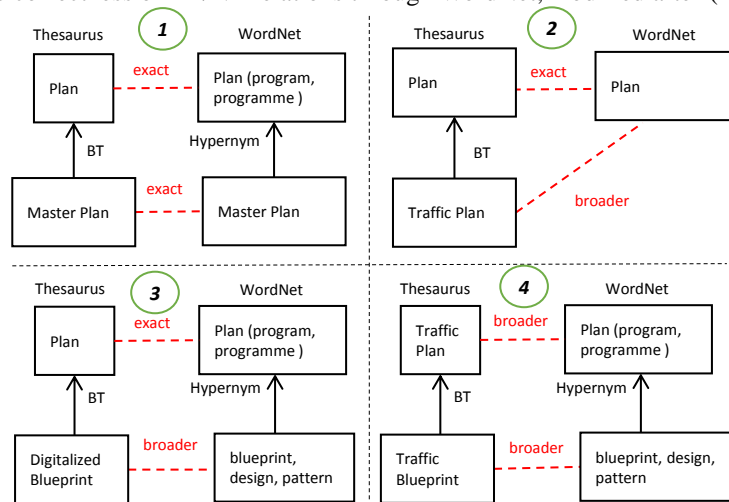 Thesaurus 1 WordNet
exact
Plan
Plan (program,
programme )
BT
Hypernym
exact
Master Plan
Master Plan
2
Thesaurus WordNet
exact
Plan
Plan
BT
broader
Traffic Plan
Thesaurus 3 WordNet
exact
Plan
Plan (program,
programme )
BT
Hypernym
broader
Digitalized
Blueprint
blueprint,
design, pattern
Thesaurus 4 WordNet
broader
Traffic
Plan
Plan (program,
programme )
BT
Hypernym
broader
Traffic
Blueprint
blueprint, design,
pattern